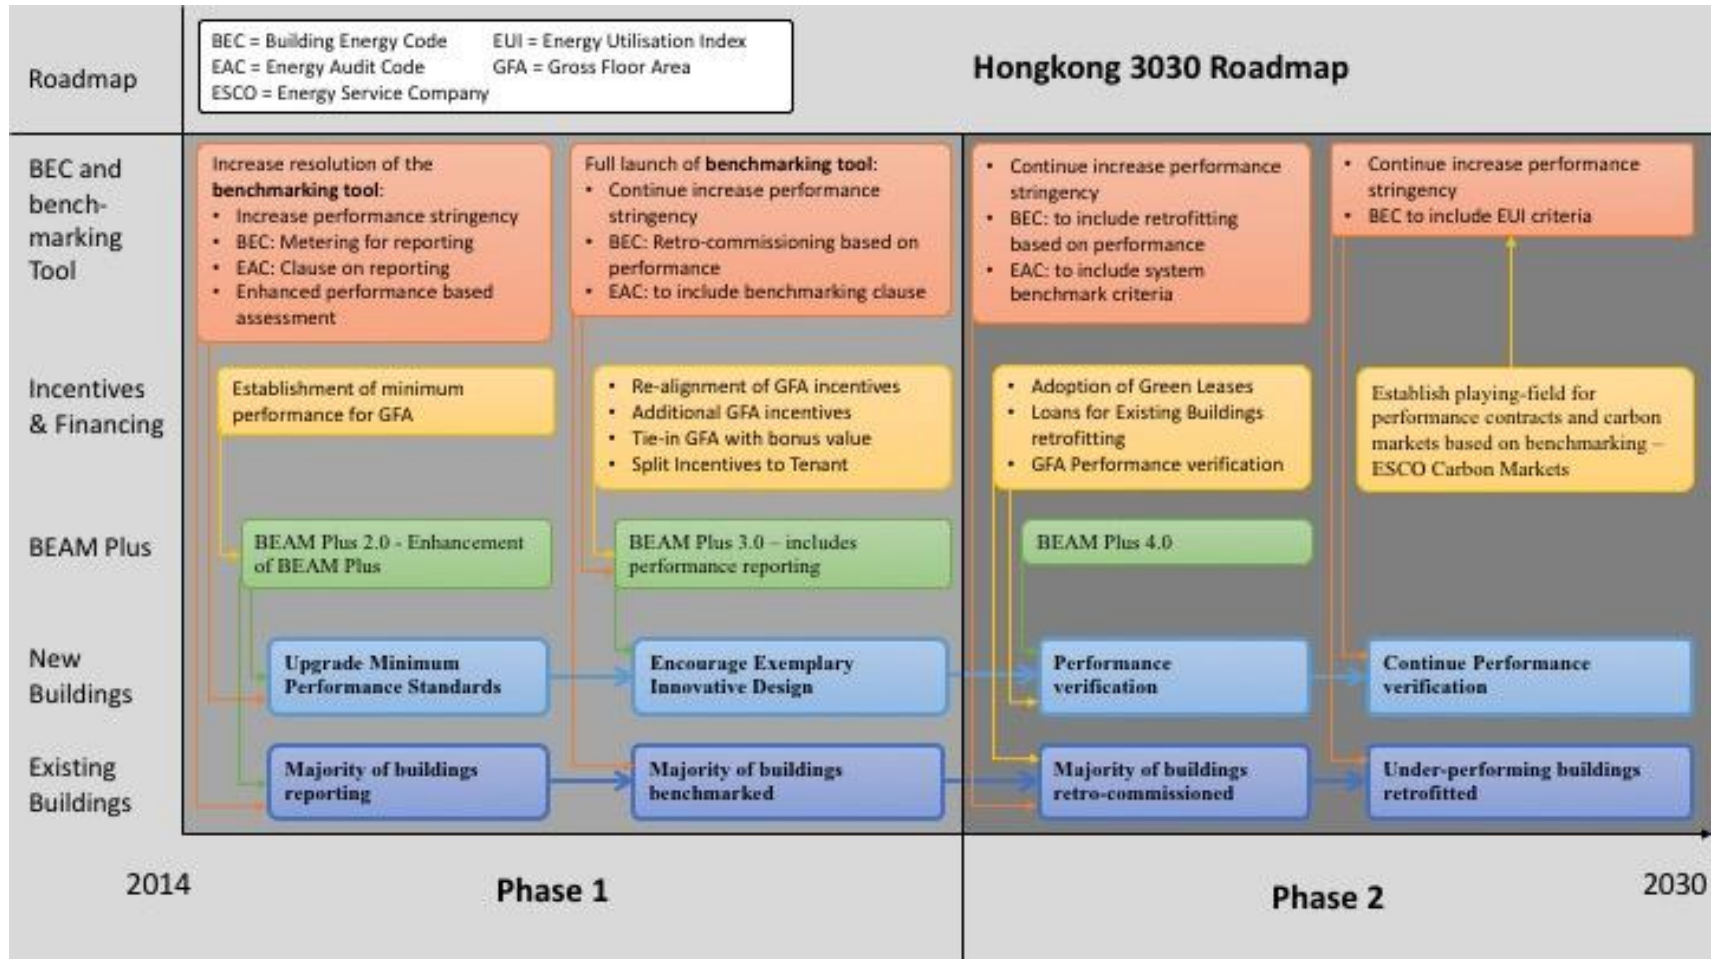 Roadmap
BEC = Building Energy Code
EUI = Energy Utilisation Index
EAC = Energy Audit Code
GFA = Gross Floor Area
ESCO = Energy Service Company
Hongkong 3030 Roadmap
BEC and
bench-
marking
Tool
Increase resolution of the
benchmarking tool:
• Increase performance stringency
• BEC: Metering for reporting
• EAC: Clause on reporting
• Enhanced performance based
assessment
Full launch of benchmarking tool:
• Continue increase performance
stringency
• BEC: Retro-commissioning based on
performance
• EAC: to include benchmarking clause
• Continue increase performance
stringency
• BEC: to include retrofitting
based on performance
• EAC: to include system
benchmark criteria
• Continue increase performance
stringency
• BEC to include EUI criteria
Incentives
& Financing
Establishment of minimum
performance for GFA
• Re-alignment of GFA incentives
• Additional GFA incentives
• Tie-in GFA with bonus value
• Split Incentives to Tenant
• Adoption of Green Leases
• Loans for Existing Buildings
retrofitting
• GFA Performance verification
Establish playing-field for
performance contracts and carbon
markets based on benchmarking –
ESCO Carbon Markets
BEAM Plus
BEAM Plus 2.0 - Enhancement
of BEAM Plus
BEAM Plus 3.0 – includes
performance reporting
BEAM Plus 4.0
New
Buildings
Upgrade Minimum
Performance Standards
Encourage Exemplary
Innovative Design
Performance
verification
Continue Performance
verification
Existing
Buildings
Majority of buildings
reporting
Majority of buildings
benchmarked
Majority of buildings
retro-commissioned
Under-performing buildings
retrofitted
2014
Phase 1
Phase 2
2030